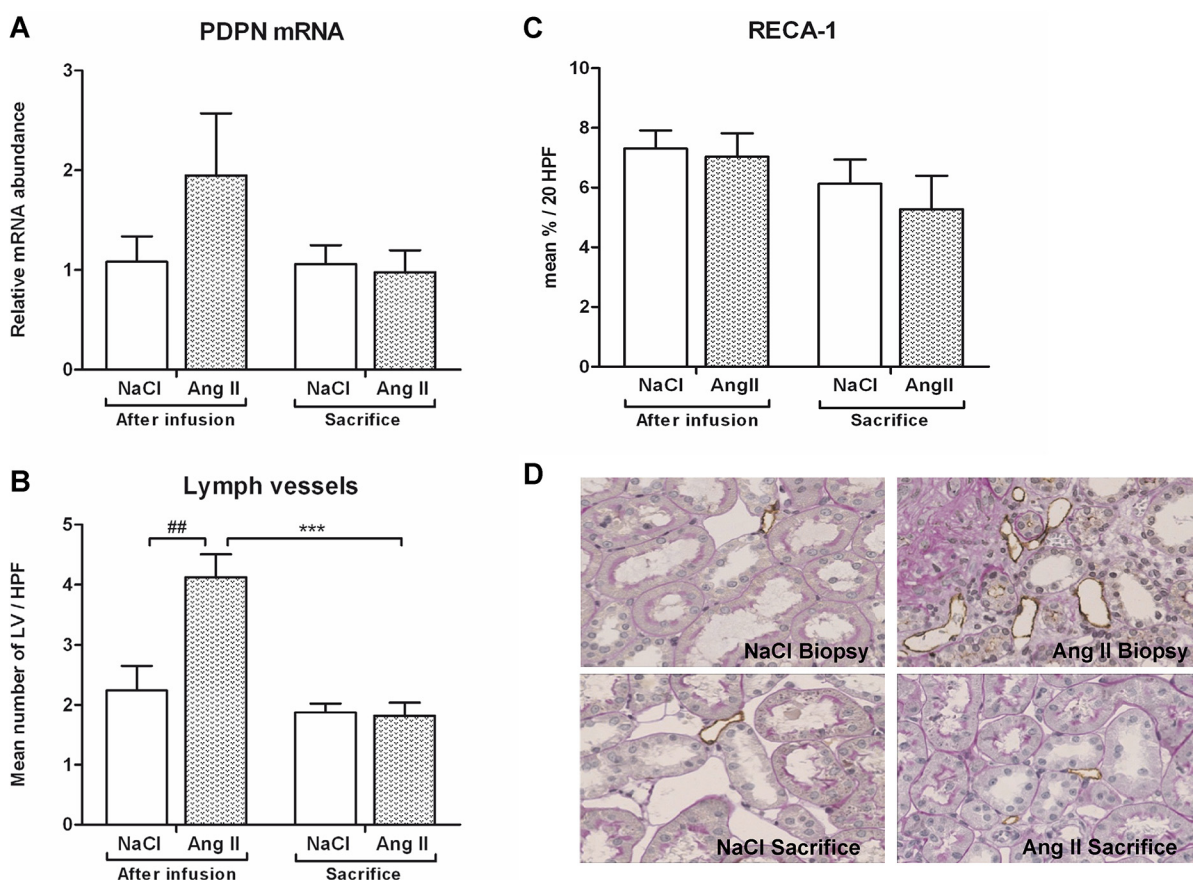 A
PDPN mRNA
Relative mRNA abundance
3
2
1
0
NaCl Ang II NaCl Ang II
After infusion Sacrifice
B
Lymph vessels
Mean number of LV / HPF
5
4
3
2
1
0
## ***
NaCl Ang II NaCl Ang II
After infusion Sacrifice
C
RECA-1
mean % / 20 HPF
10
8
6
4
2
0
NaCl AngII NaCl AngII
After infusion Sacrifice
D
NaCl Biopsy
Ang II Biopsy
NaCl Sacrifice
Ang II Sacrifice